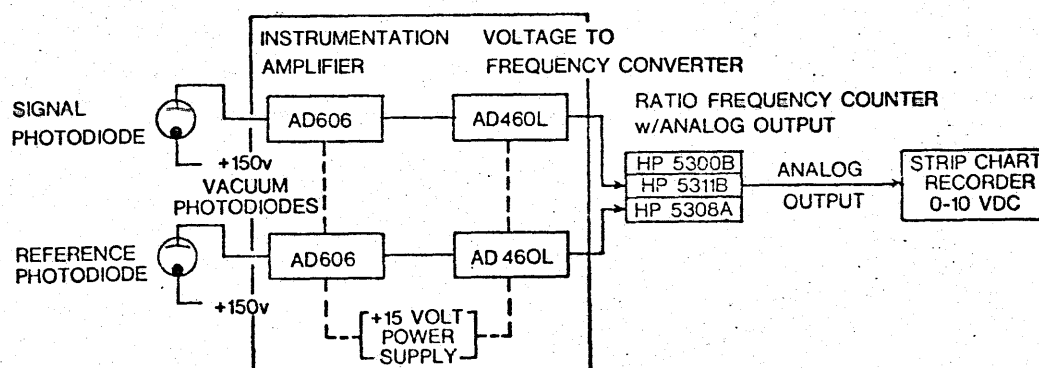 INSTRUMENTATION
AMPLIFIER
VOLTAGE TO
FREQUENCY CONVERTER
SIGNAL
PHOTODIODE
+150v
AD606
AD460L
RATIO FREQUENCY COUNTER
w/ANALOG OUTPUT
HP 5300B
HP 5311B
HP 5308A
ANALOG
OUTPUT
STRIP CHART
RECORDER
0-10 VDC
VACUUM
PHOTODIODES
REFERENCE
PHOTODIODE
+150v
AD606
AD460L
+15 VOLT
POWER
SUPPLY